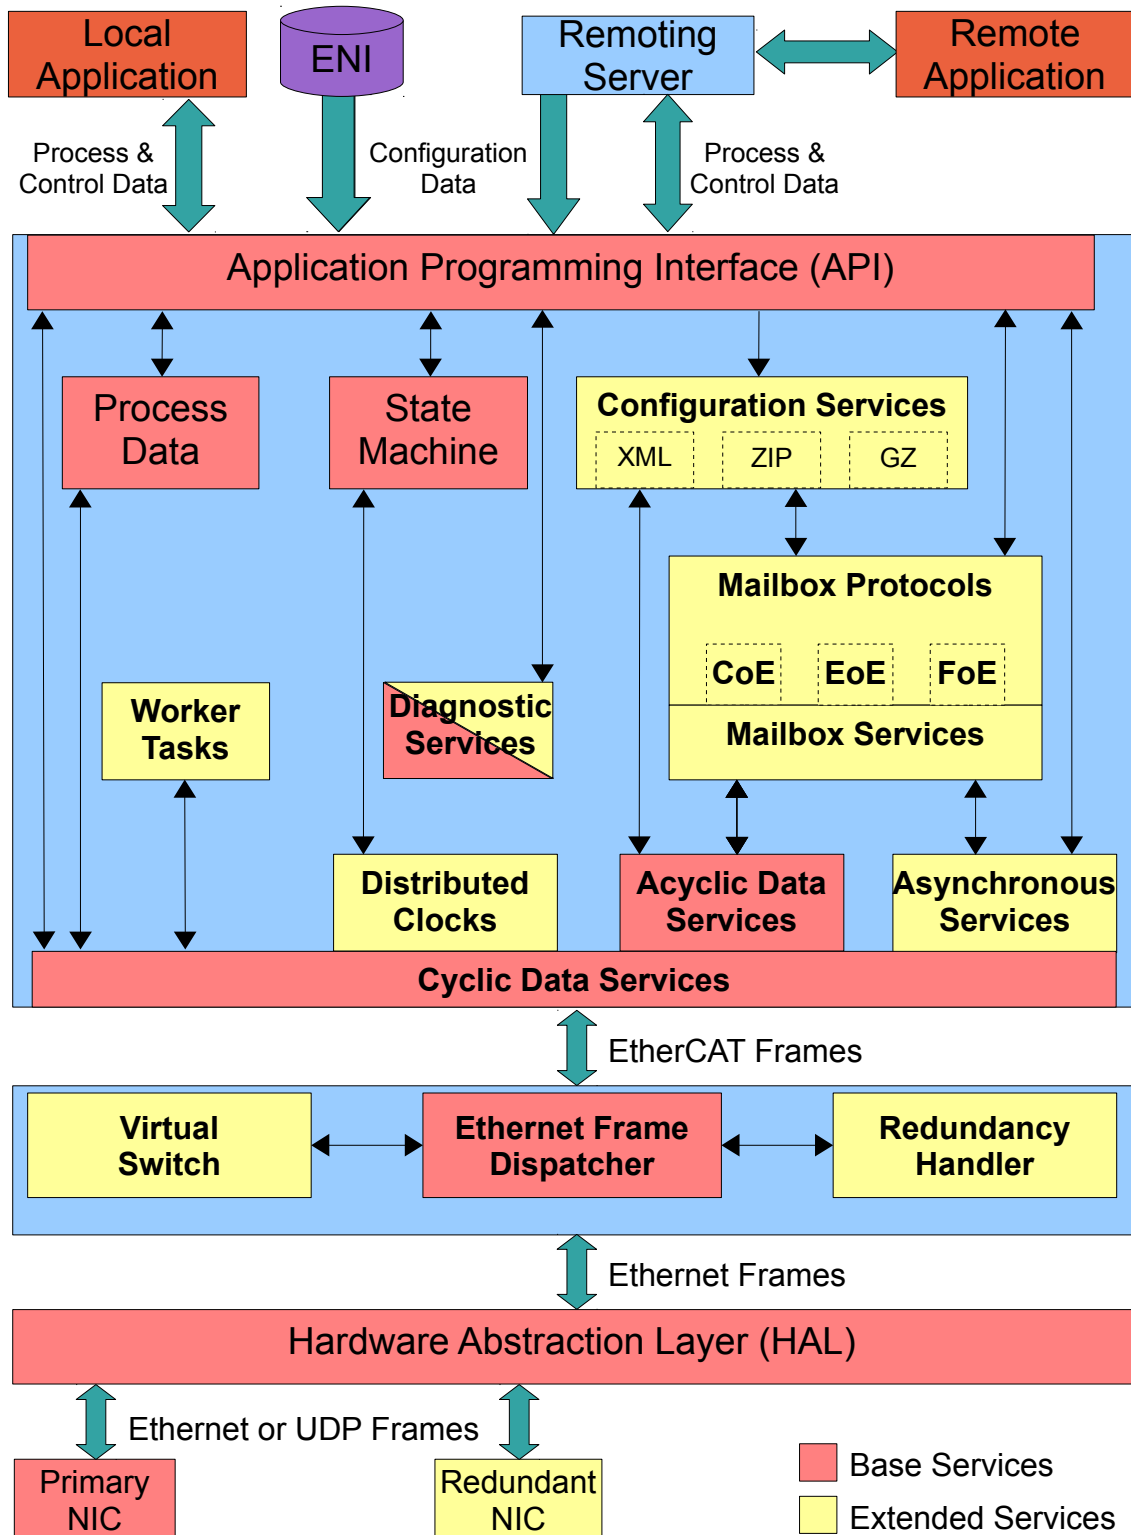 Local
Application
ENI
Remoting
Server
Remote
Application
Process &
Control Data
Configuration
Data
Process &
Control Data
Application Programming Interface (API)
Process
Data
State
Machine
Configuration Services
XML
ZIP
GZ
Mailbox Protocols
CoE
EoE
FoE
Mailbox Services
Worker
Tasks
Diagnostic
Services
Distributed
Clocks
Acyclic Data
Services
Asynchronous
Services
Cyclic Data Services
EtherCAT Frames
Virtual
Switch
Ethernet Frame
Dispatcher
Redundancy
Handler
Ethernet Frames
Hardware Abstraction Layer (HAL)
Ethernet or UDP Frames
Primary
NIC
Redundant
NIC
Base Services
Extended Services